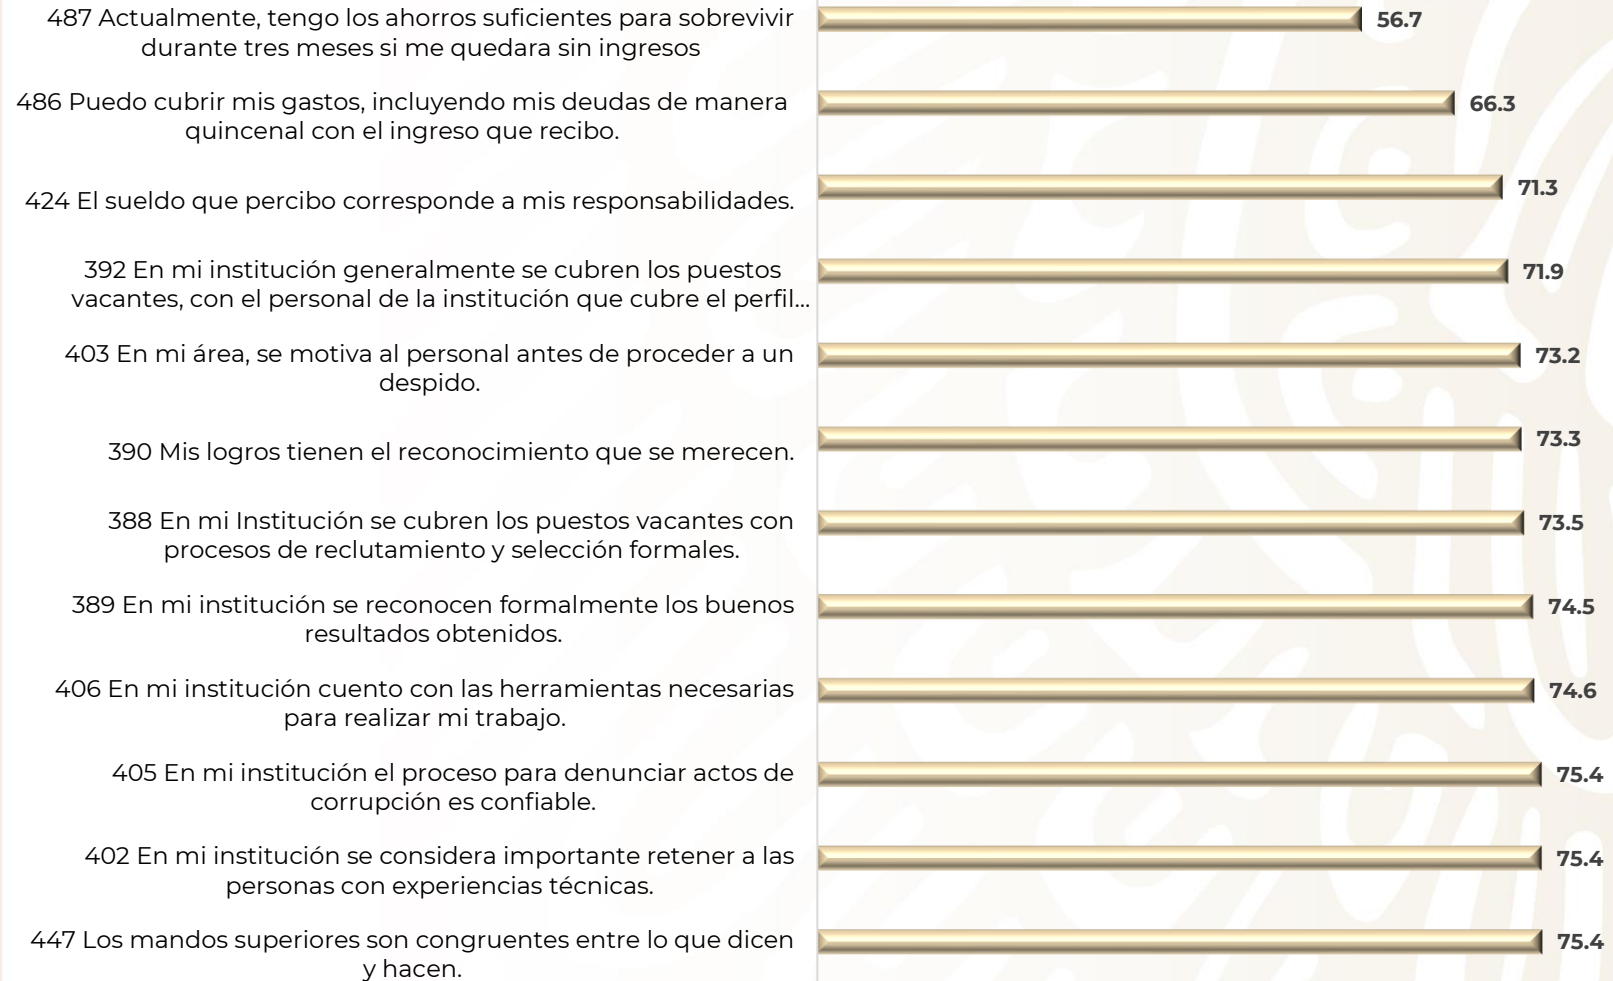 487 Actualmente, tengo los ahorros suficientes para sobrevivir
durante tres meses si me quedara sin ingresos
56.7
486 Puedo cubrir mis gastos, incluyendo mis deudas de manera
quincenal con el ingreso que recibo.
66.3
424 El sueldo que percibo corresponde a mis responsabilidades.
71.3
392 En mi institución generalmente se cubren los puestos
vacantes, con el personal de la institución que cubre el perfil...
71.9
403 En mi área, se motiva al personal antes de proceder a un
despido.
73.2
390 Mis logros tienen el reconocimiento que se merecen.
73.3
388 En mi Institución se cubren los puestos vacantes con
procesos de reclutamiento y selección formales.
73.5
389 En mi institución se reconocen formalmente los buenos
resultados obtenidos.
74.5
406 En mi institución cuento con las herramientas necesarias
para realizar mi trabajo.
74.6
405 En mi institución el proceso para denunciar actos de
corrupción es confiable.
75.4
402 En mi institución se considera importante retener a las
personas con experiencias técnicas.
75.4
447 Los mandos superiores son congruentes entre lo que dicen
y hacen.
75.4